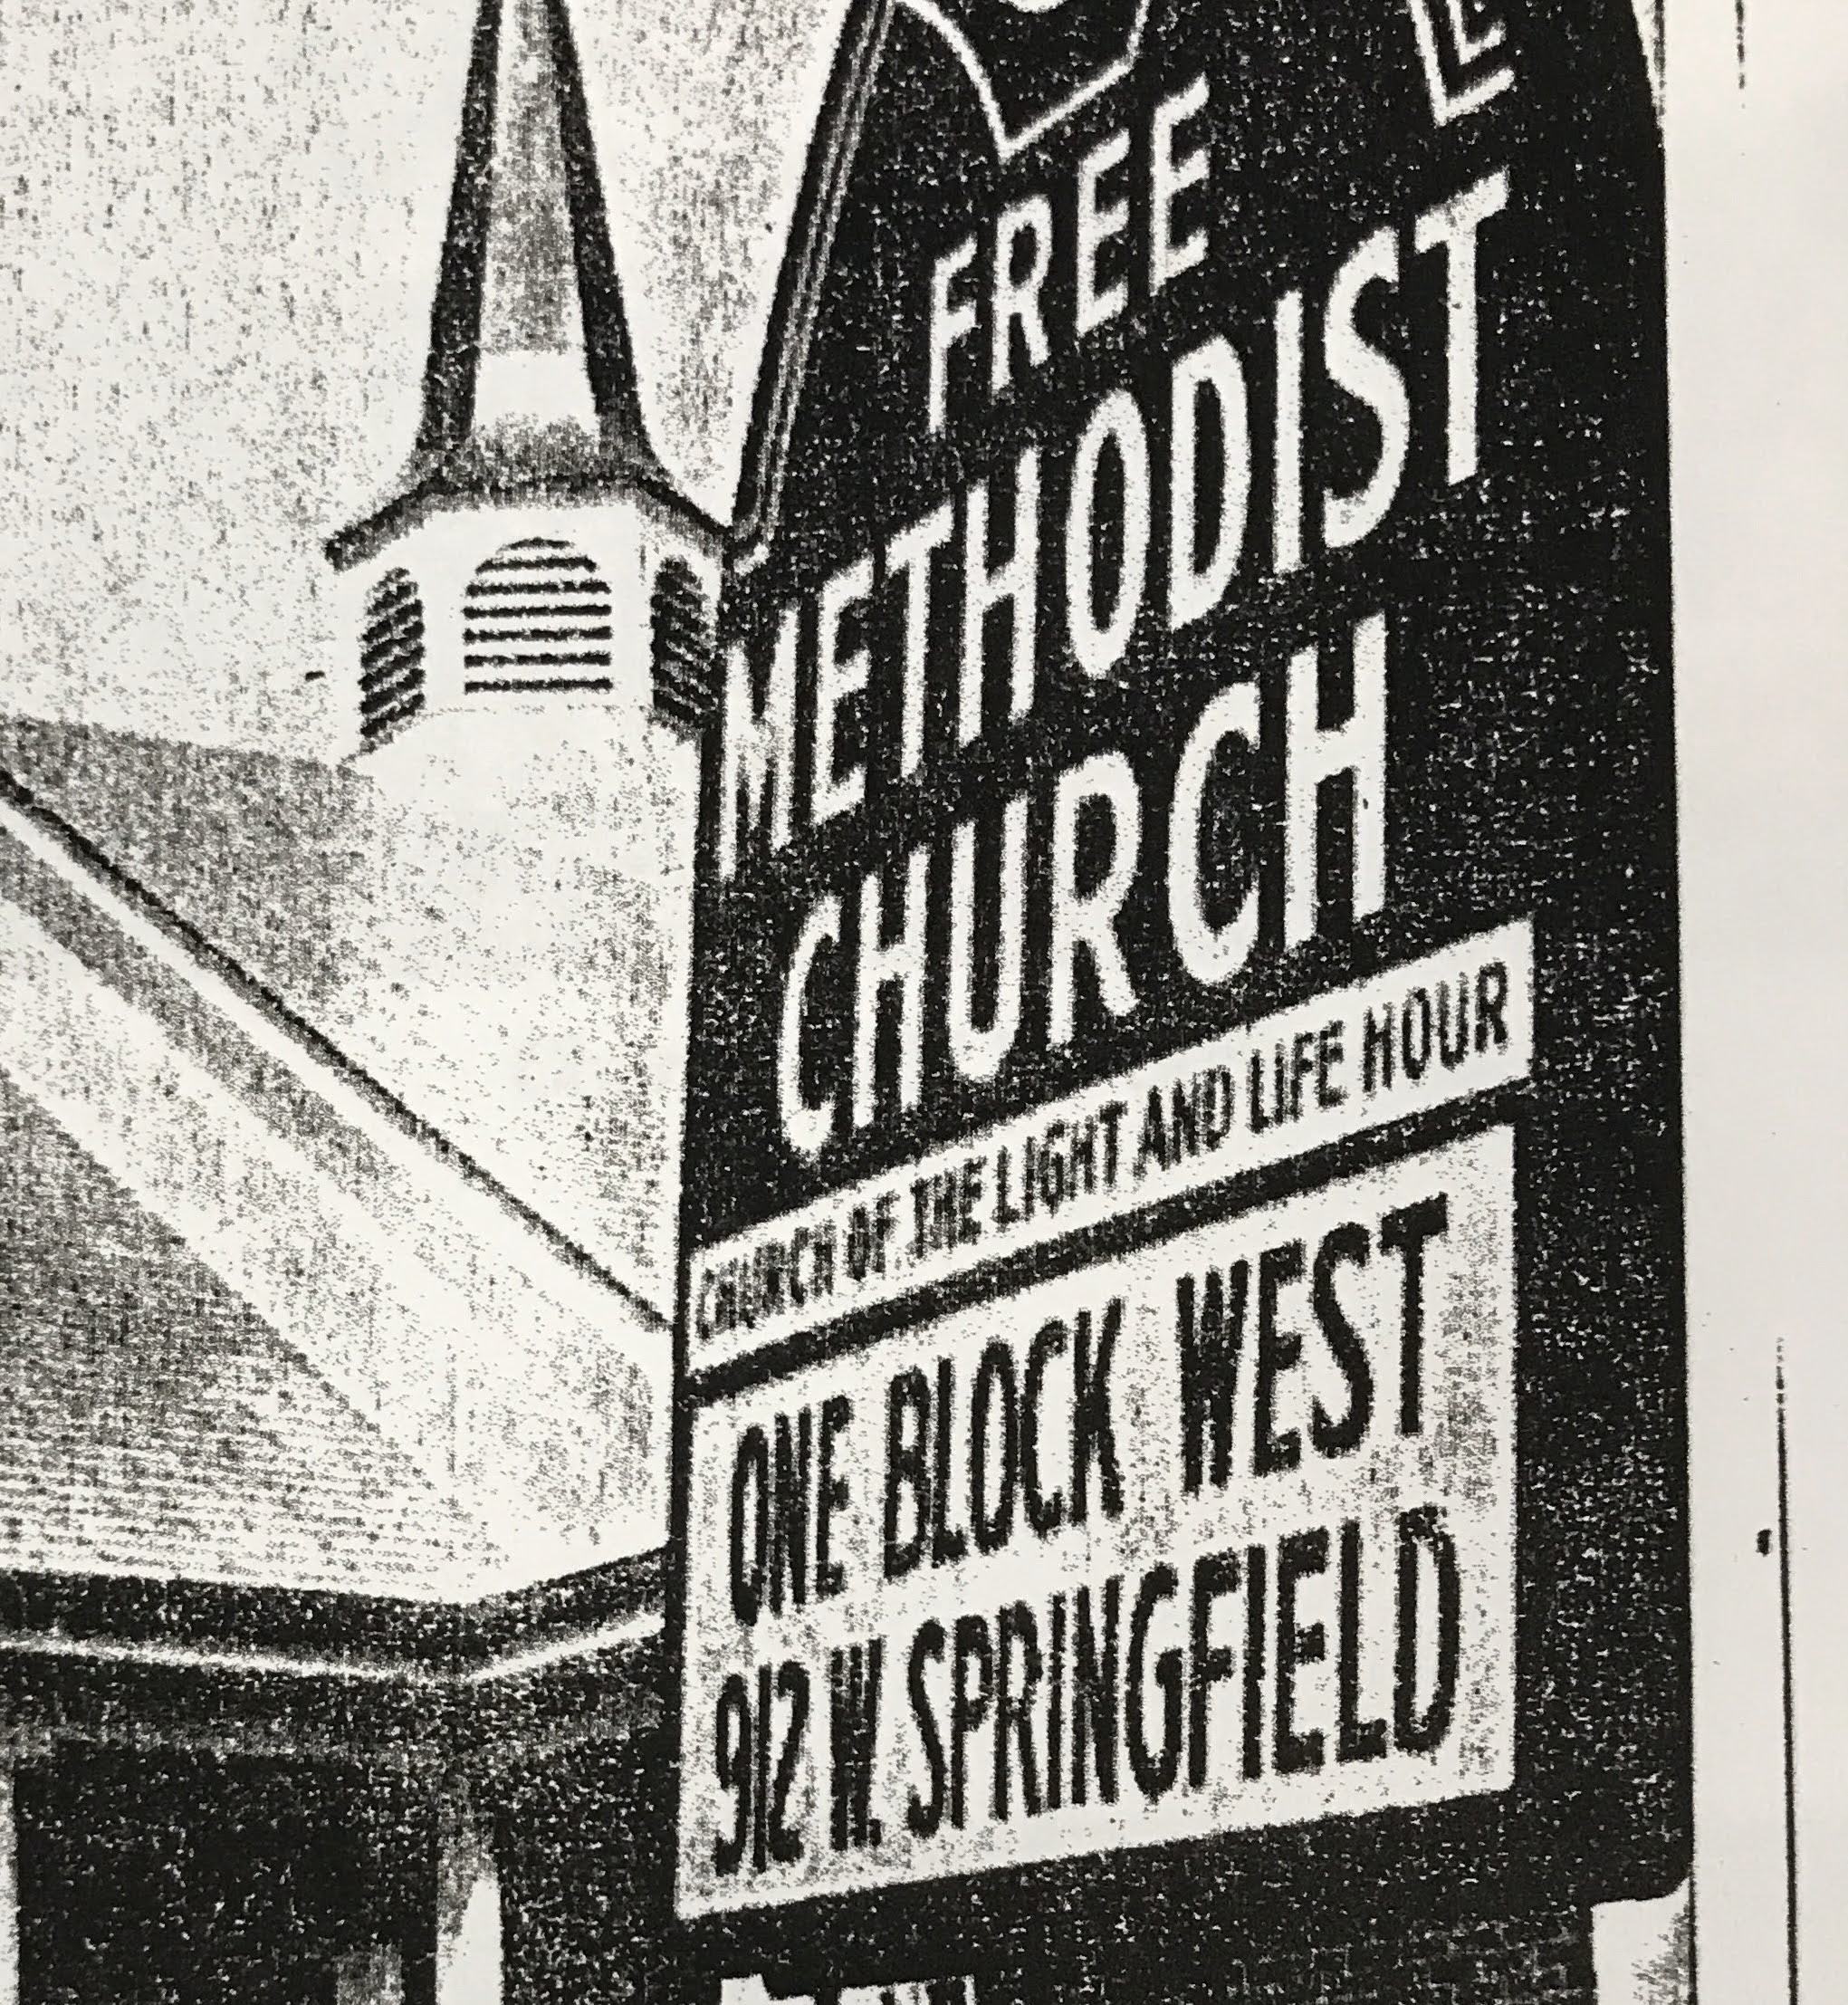 FREE
METHODIST
CHURCH
CHURCH OF THE LIGHT AND LIFE HOUR
ONE BLOCK WEST
912 W. SPRINGFIELD